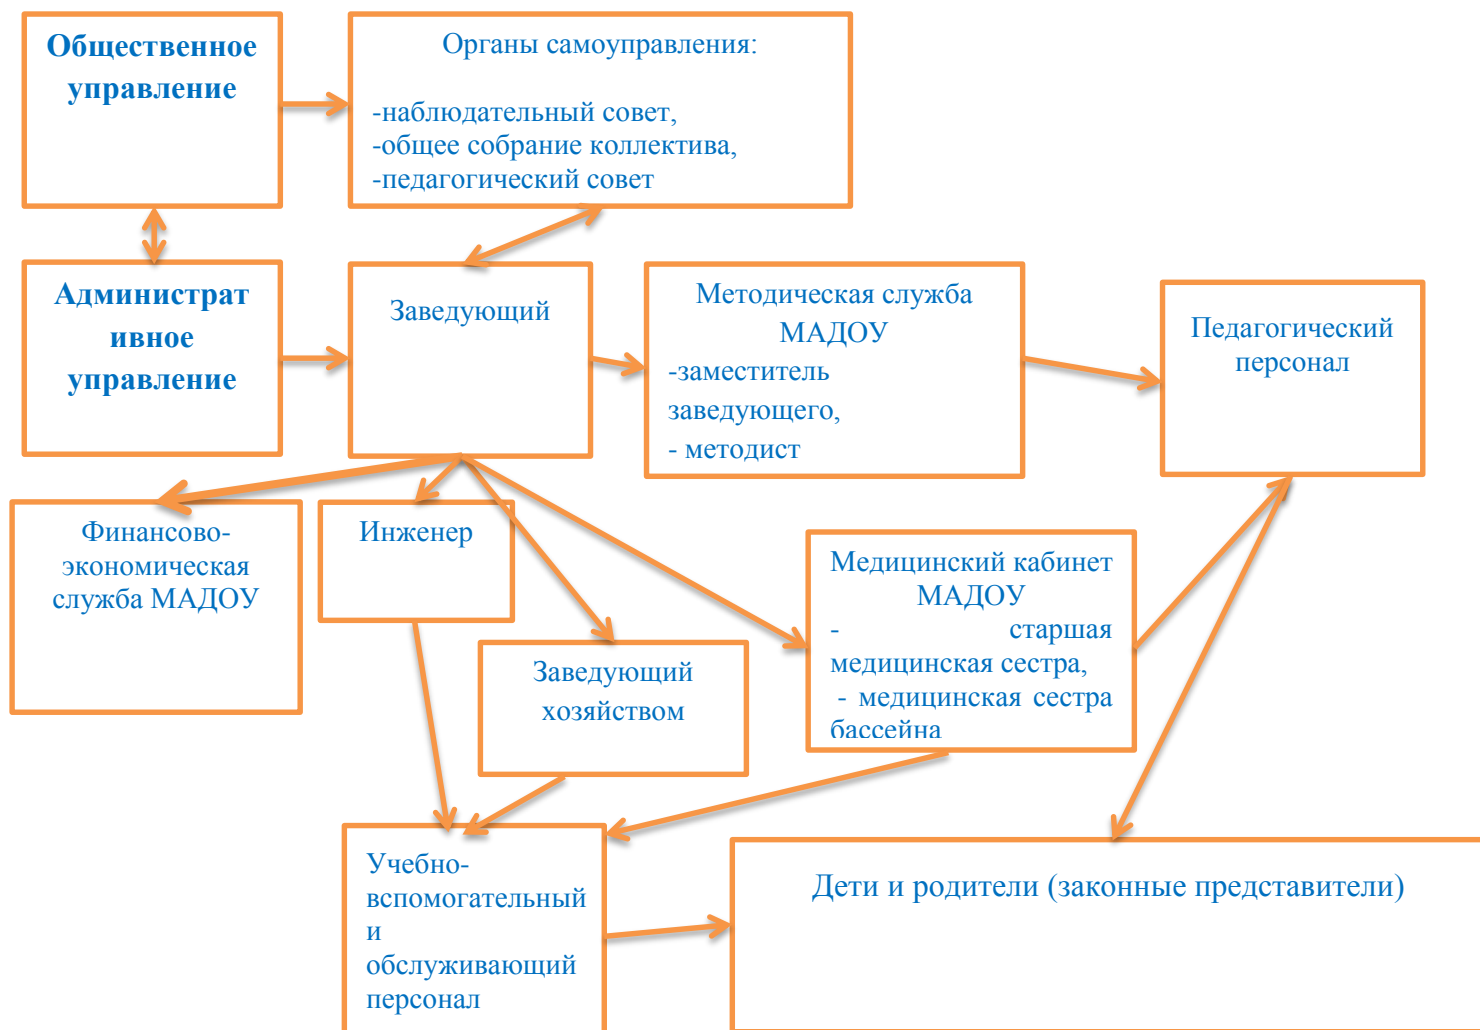 Общественное
управление
Органы самоуправления:
-наблюдательный совет,
-общее собрание коллектива,
-педагогический совет
Администрат
ивное
управление
Заведующий
Методическая служба
МАДОУ
-заместитель
заведующего,
- методист
Педагогический
персонал
Финансово-
экономическая
служба МАДОУ
Инженер
Заведующий
хозяйством
Медицинский кабинет
МАДОУ
- старшая
медицинская сестра,
- медицинская сестра
бассейна
Учебно-
вспомогательный
и
обслуживающий
персонал
Дети и родители (законные представители)